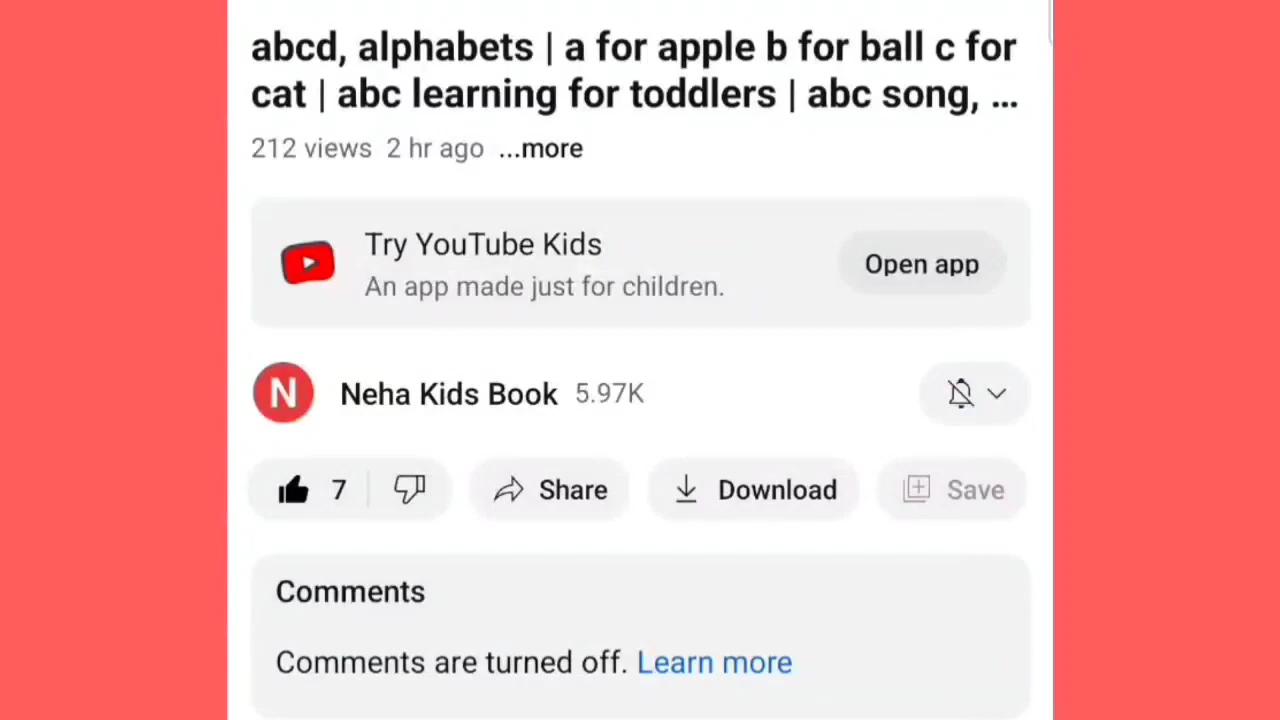 abcd, alphabets | a for apple b for ball c for
cat | abc learning for toddlers | abc song, ...
212 views 2 hr ago ...more
Try YouTube Kids
An app made just for children.
Open app
N
Neha Kids Book 5.97K
7
Share
Download
Save
Comments
Comments are turned off. Learn more